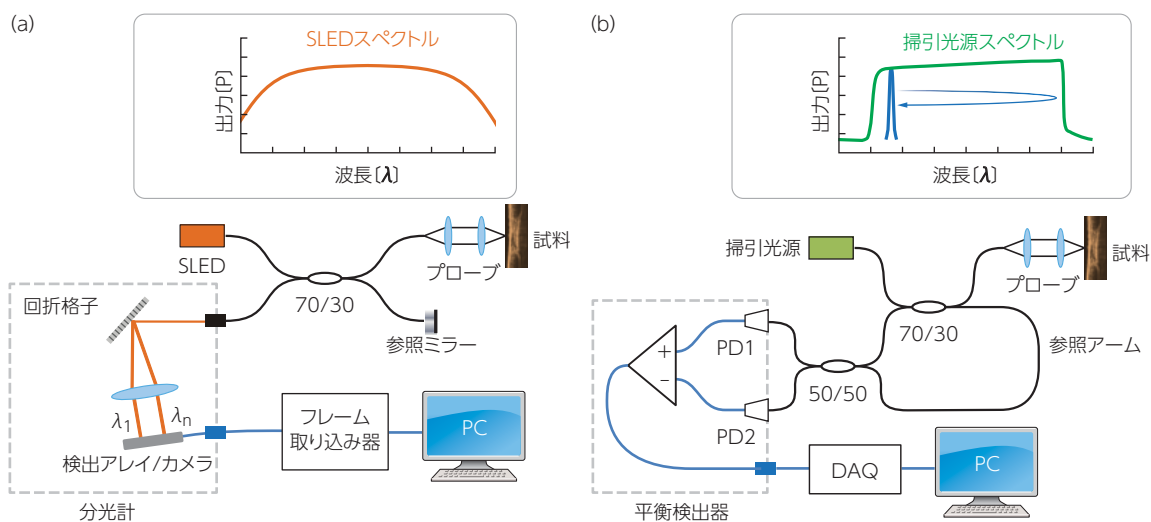 (a)
SLEDスペクトル
出力〔P〕
波長〔λ〕
SLED
70/30
プローブ
試料
参照ミラー
回折格子
λ1
λn
検出アレイ/カメラ
分光計
フレーム
取り込み器
PC
(b)
掃引光源スペクトル
出力〔P〕
波長〔λ〕
掃引光源
70/30
プローブ
試料
参照アーム
PD1
+
−
50/50
PD2
平衡検出器
DAQ
PC